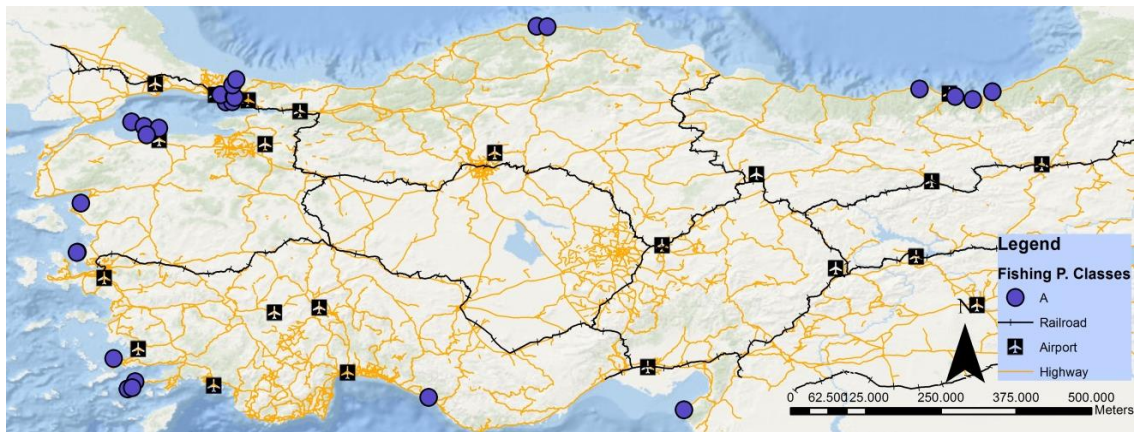 Legend
Fishing P. Classes
A
Railroad
Airport
Highway
N
0 62.500125.000 250.000 375.000 500.000
Meters